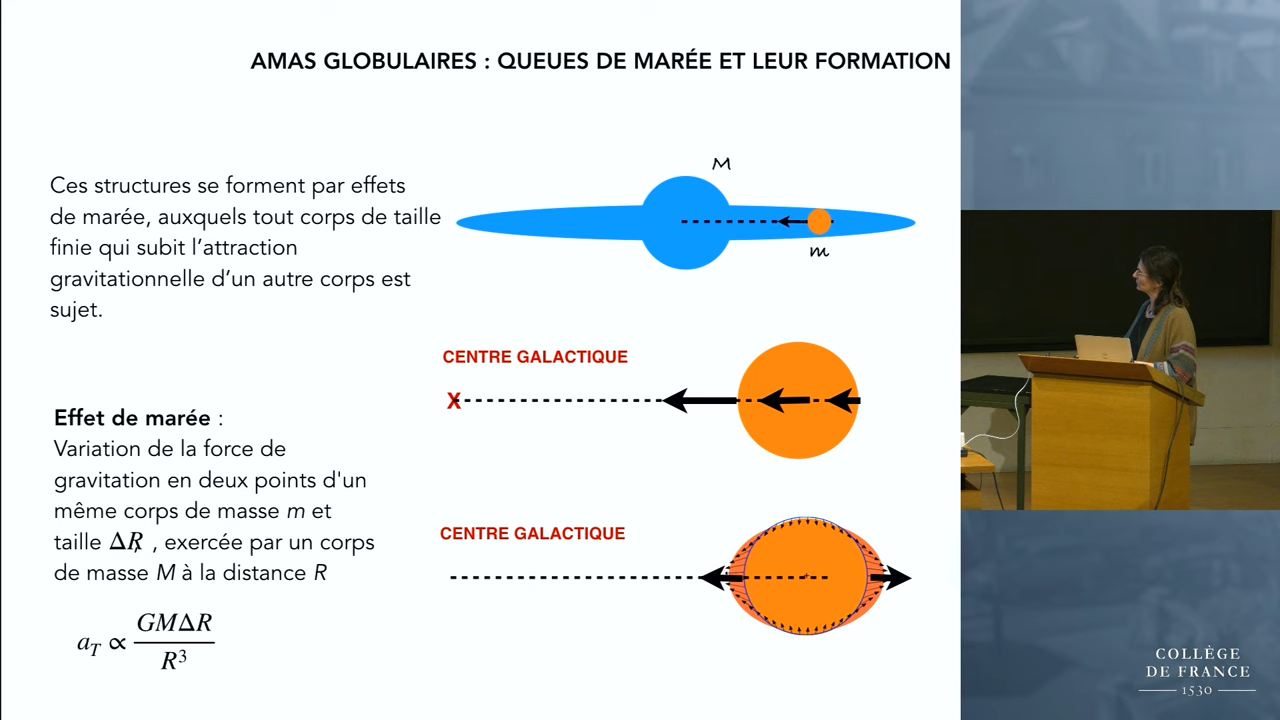 AMAS GLOBULAIRES : QUEUES DE MARÉE ET LEUR FORMATION
Ces structures se forment par effets
de marée, auxquels tout corps de taille
finie qui subit l’attraction
gravitationnelle d’un autre corps est
sujet.
M
m
CENTRE GALACTIQUE
X
Effet de marée :
Variation de la force de
gravitation en deux points d'un
même corps de masse m et
taille ΔR , exercée par un corps
de masse M à la distance R
a_T ∝ GMΔR / R³
CENTRE GALACTIQUE
COLLÈGE
DE FRANCE
1530